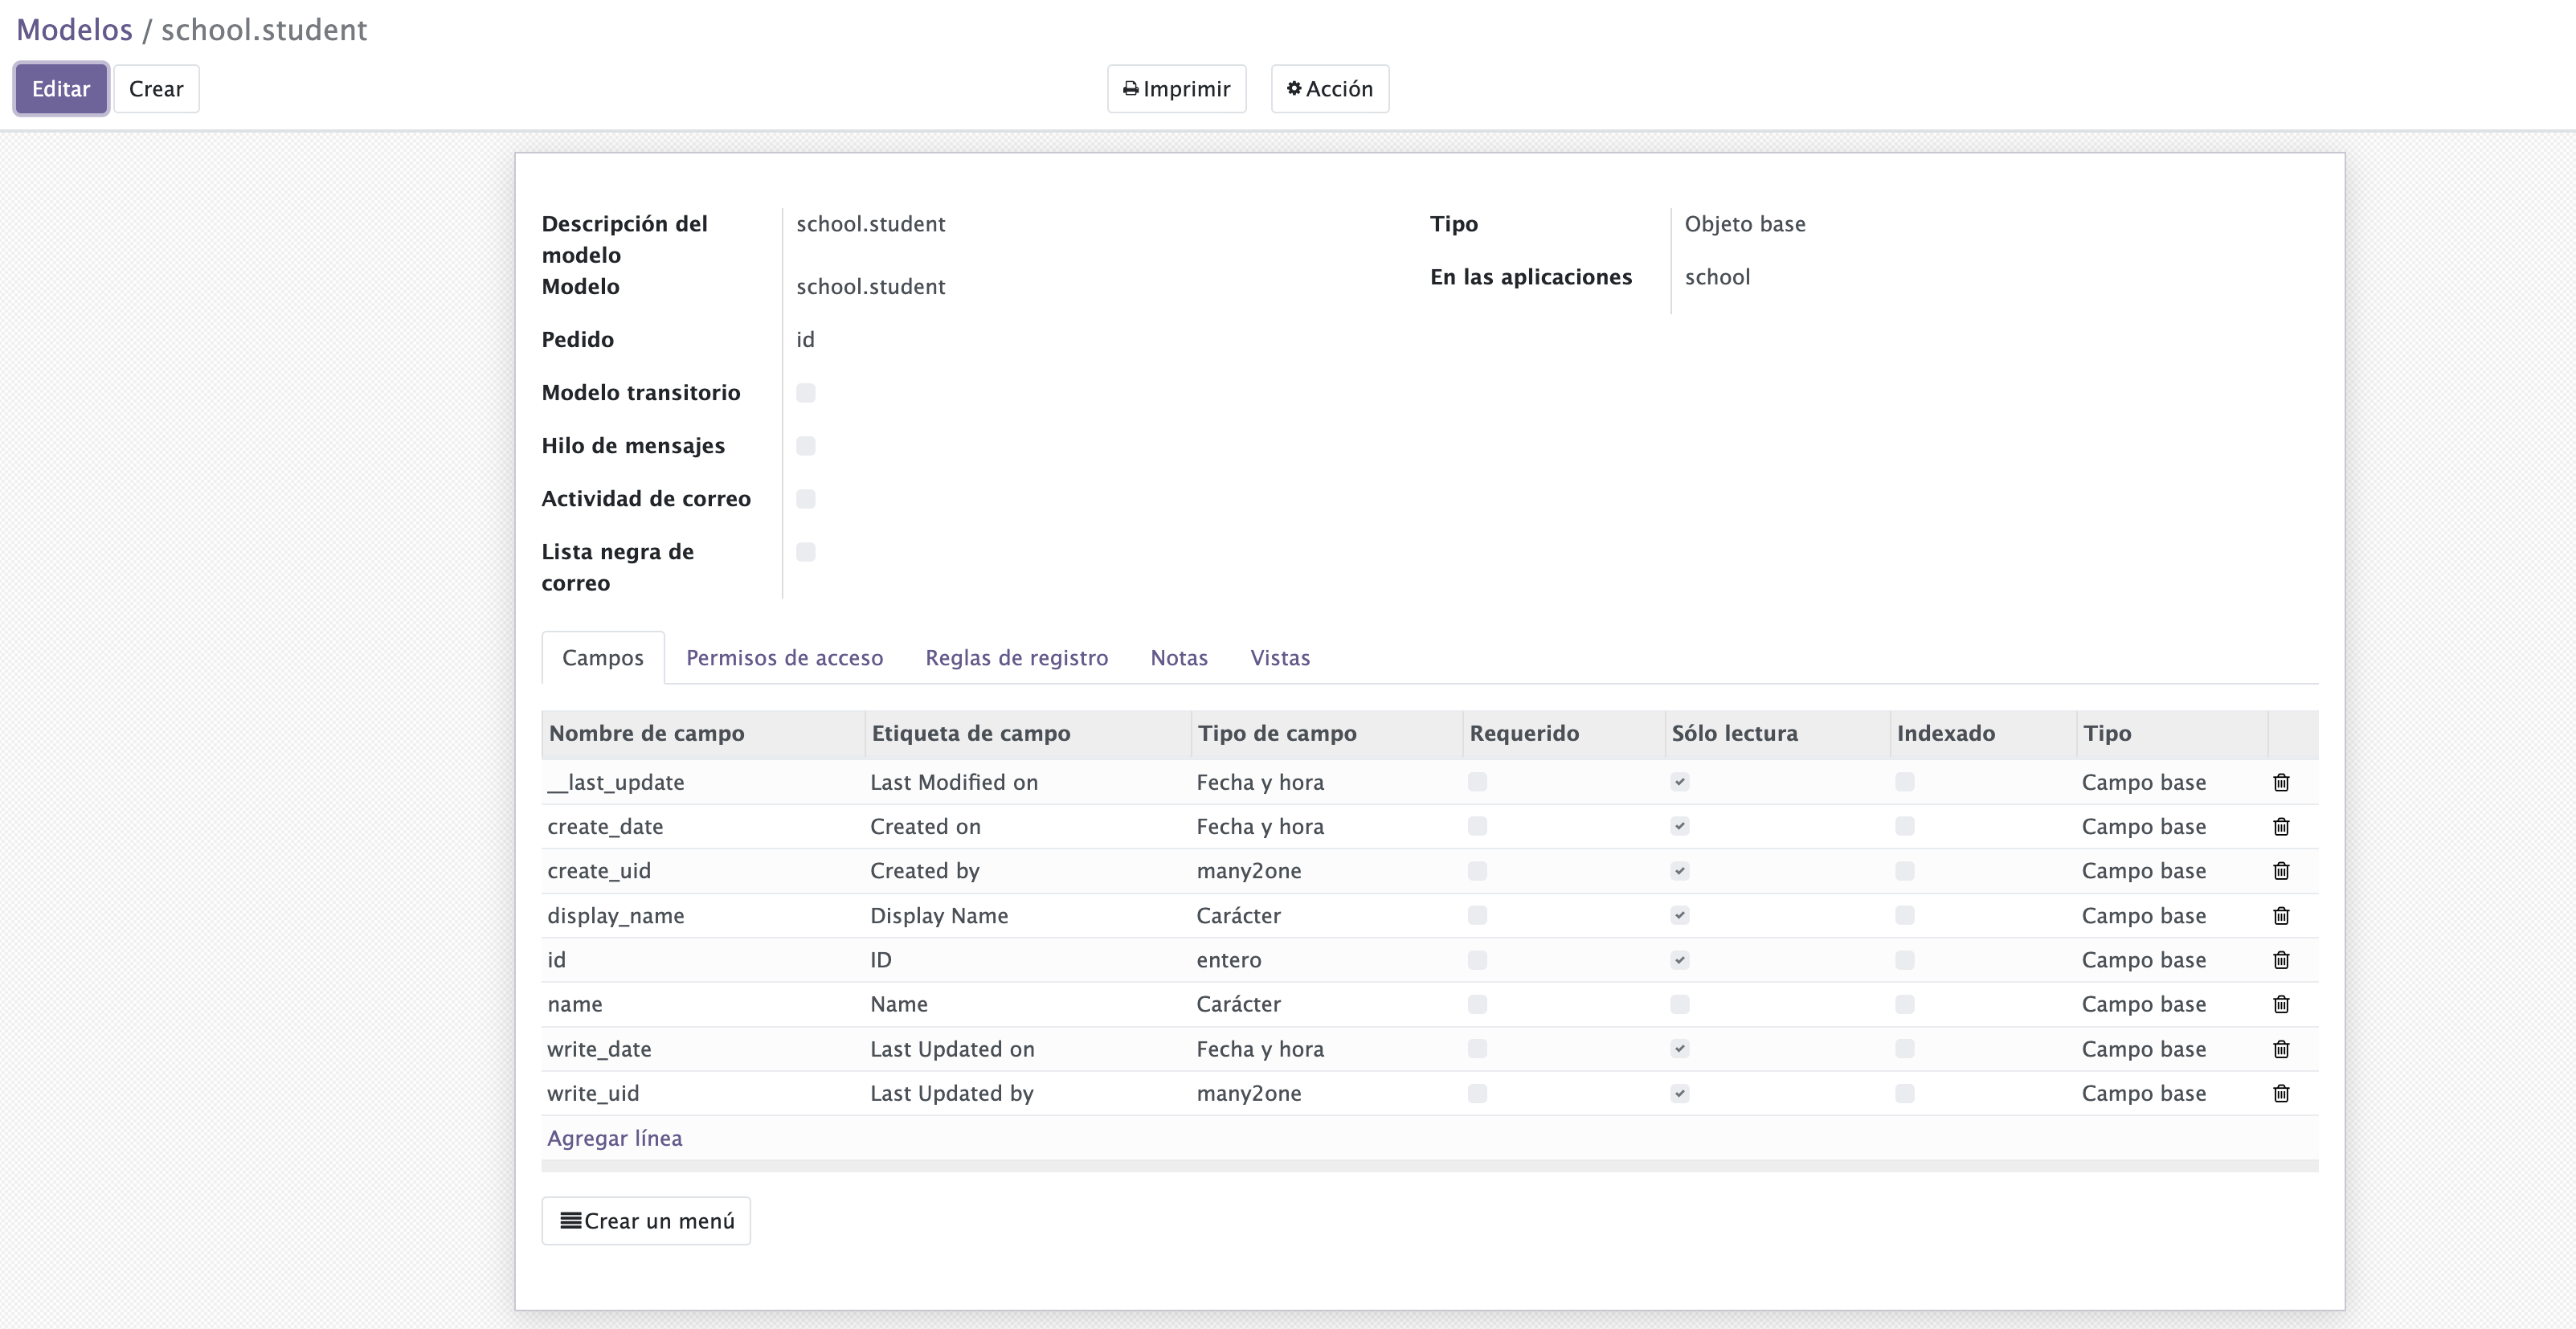 Modelos / school.student
Editar Crear Imprimir Acción
Descripción del modelo school.student Tipo Objeto base
Modelo school.student En las aplicaciones school
Pedido id
Modelo transitorio
Hilo de mensajes
Actividad de correo
Lista negra de correo
Campos Permisos de acceso Reglas de registro Notas Vistas
Nombre de campo Etiqueta de campo Tipo de campo Requerido Sólo lectura Indexado Tipo
__last_update Last Modified on Fecha y hora Campo base
create_date Created on Fecha y hora Campo base
create_uid Created by many2one Campo base
display_name Display Name Carácter Campo base
id ID entero Campo base
name Name Carácter Campo base
write_date Last Updated on Fecha y hora Campo base
write_uid Last Updated by many2one Campo base
Agregar línea
Crear un menú